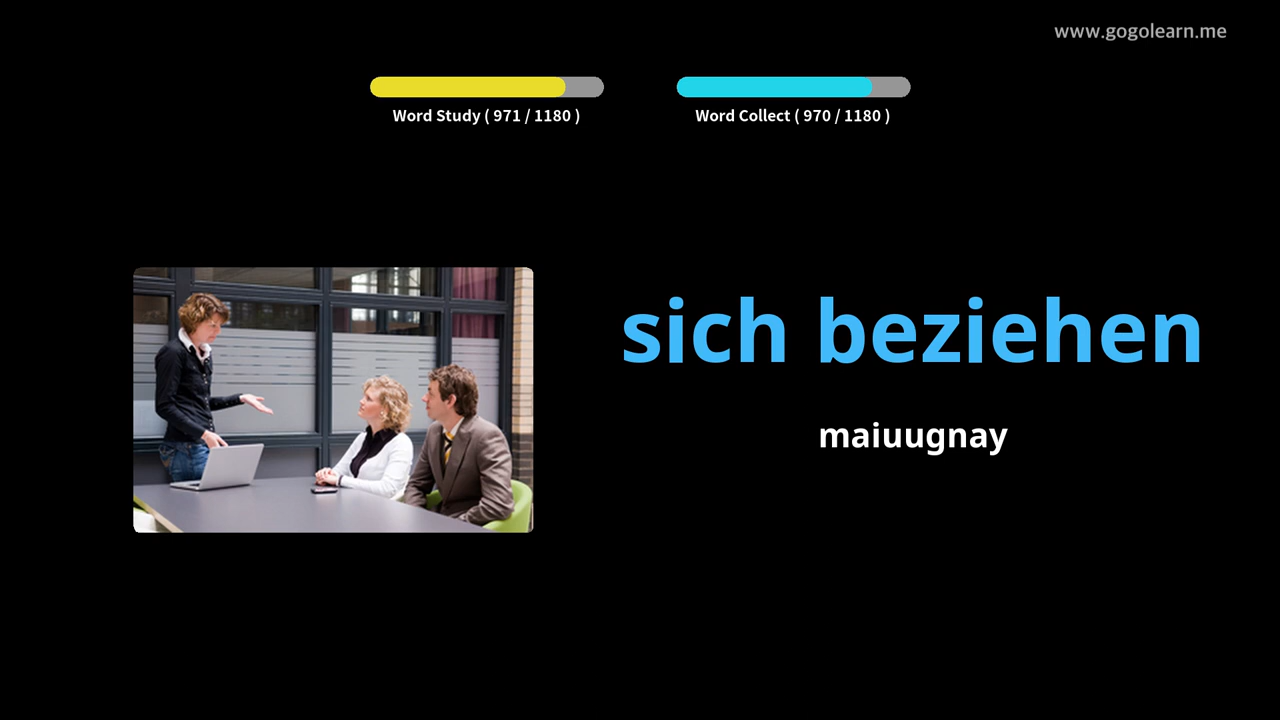 www.gogolearn.me
Word Study ( 971 / 1180 )
Word Collect ( 970 / 1180 )
sich beziehen
maiuugnay